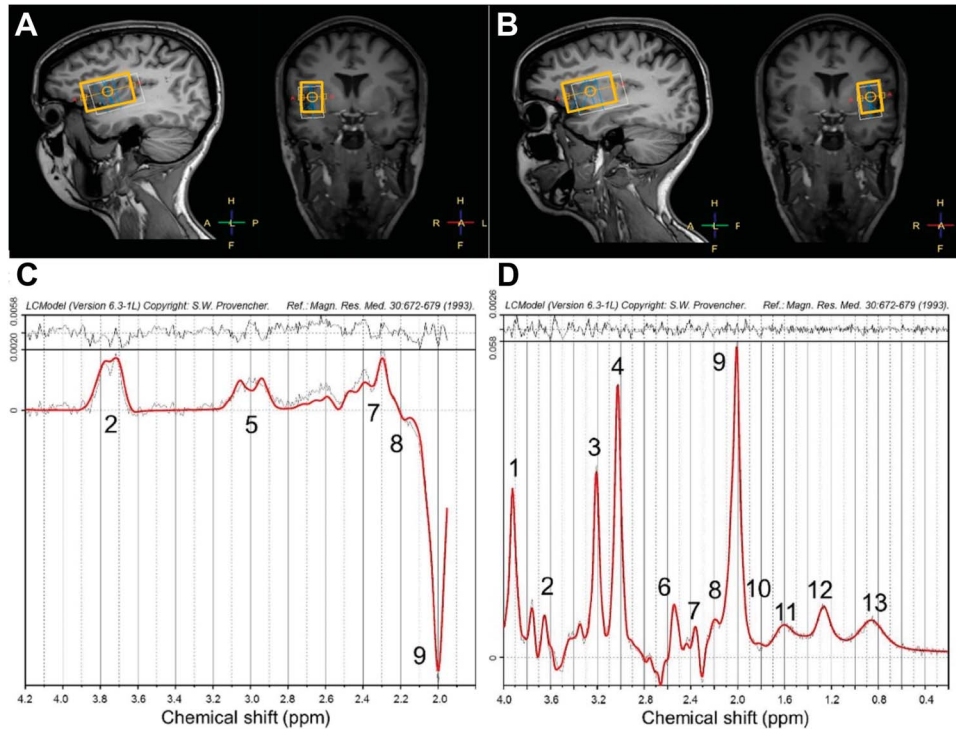 A
B
H
A L P
F
H
R A L
F
H
A L P
F
H
R A
F
C
D
LCModel (Version 6.3-1L) Copyright: S.W. Provencher. Ref.: Magn. Res. Med. 30:672-679 (1993).
LCModel (Version 6.3-1L) Copyright: S.W. Provencher. Ref.: Magn. Res. Med. 30:672-679 (1993).
0.0058
0.0020
0
2
5
7
8
9
4.2 4.0 3.8 3.6 3.4 3.2 3.0 2.8 2.6 2.4 2.2 2.0
Chemical shift (ppm)
0.0026
0.058
0
1
2
3
4
6
7
8
9
10
11
12
13
4.0 3.6 3.2 2.8 2.4 2.0 1.6 1.2 0.8
Chemical shift (ppm)